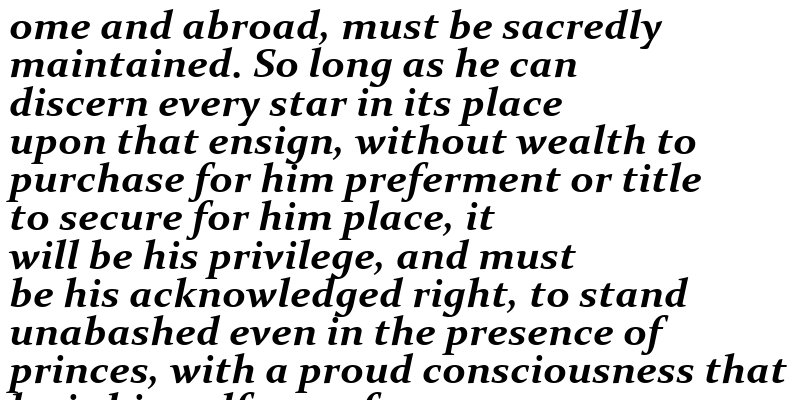 ome and abroad, must be sacredly
maintained. So long as he can
discern every star in its place
upon that ensign, without wealth to
purchase for him preferment or title
to secure for him place, it
will be his privilege, and must
be his acknowledged right, to stand
unabashed even in the presence of
princes, with a proud consciousness that